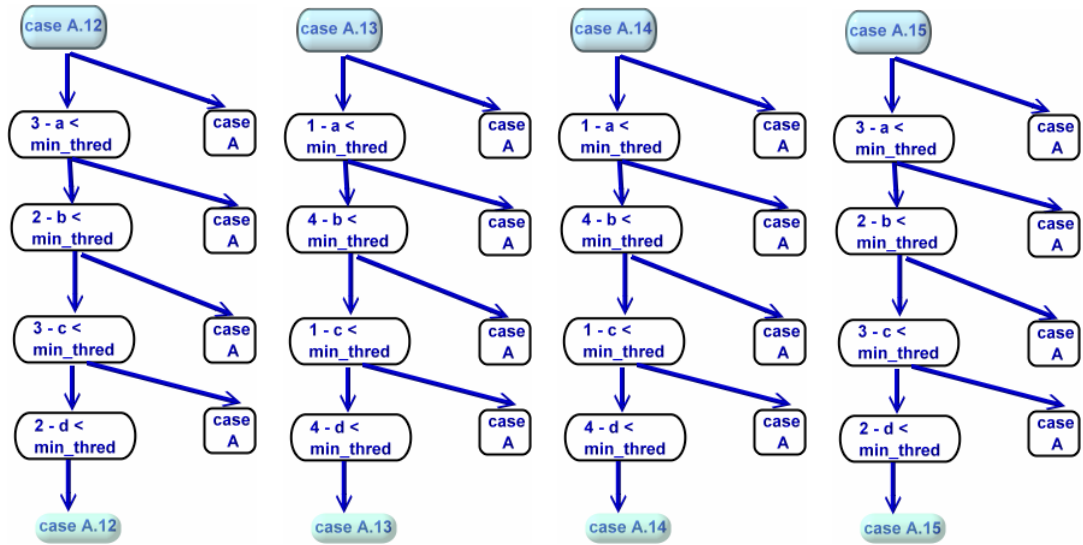 case A.12
3 - a <
min_thred
case
A
2 - b <
min_thred
case
A
3 - c <
min_thred
case
A
2 - d <
min_thred
case
A
case A.12
case A.13
1 - a <
min_thred
case
A
4 - b <
min_thred
case
A
1 - c <
min_thred
case
A
4 - d <
min_thred
case
A
case A.13
case A.14
1 - a <
min_thred
case
A
4 - b <
min_thred
case
A
1 - c <
min_thred
case
A
4 - d <
min_thred
case
A
case A.14
case A.15
3 - a <
min_thred
case
A
2 - b <
min_thred
case
A
3 - c <
min_thred
case
A
2 - d <
min_thred
case
A
case A.15